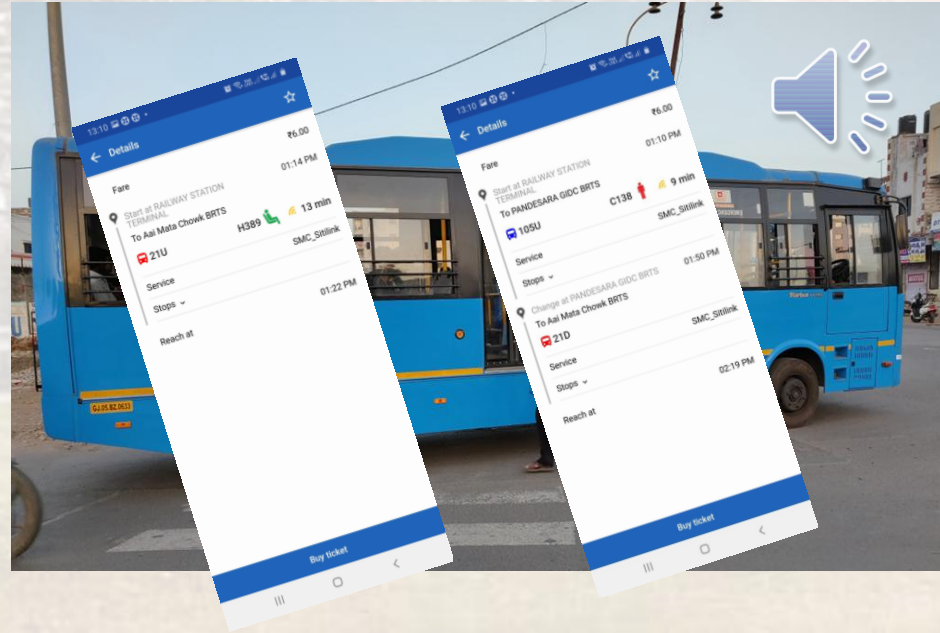 13:10
Details
Fare
₹6.00
Start at RAILWAY STATION
TERMINAL
01:14 PM
To Aai Mata Chowk BRTS
21U
H389
13 min
Service
SMC_Sitilink
Stops
Reach at
01:22 PM
Buy ticket
13:10
Details
Fare
₹6.00
Start at RAILWAY STATION
TERMINAL
01:10 PM
To PANDESARA GIDC BRTS
105U
C138
9 min
Service
SMC_Sitilink
Stops
Change at PANDESARA GIDC BRTS
01:50 PM
To Aai Mata Chowk BRTS
21D
Service
SMC_Sitilink
Stops
Reach at
02:19 PM
Buy ticket
GJ.05.BZ.0633